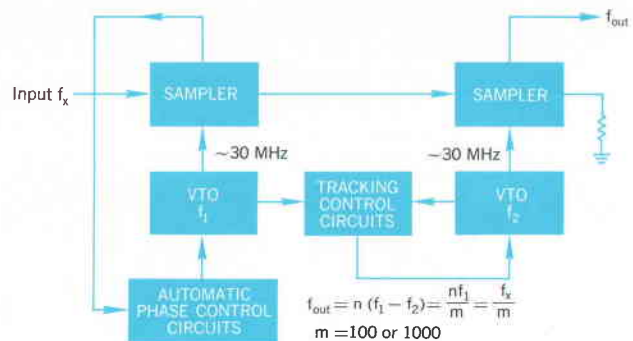 f_out
Input f_x
SAMPLER
SAMPLER
~30 MHz
~30 MHz
VTO
f_1
TRACKING
CONTROL
CIRCUITS
VTO
f_2
AUTOMATIC
PHASE CONTROL
CIRCUITS
f_out = n (f_1 − f_2) = nf_1/m = f_x/m
m =100 or 1000